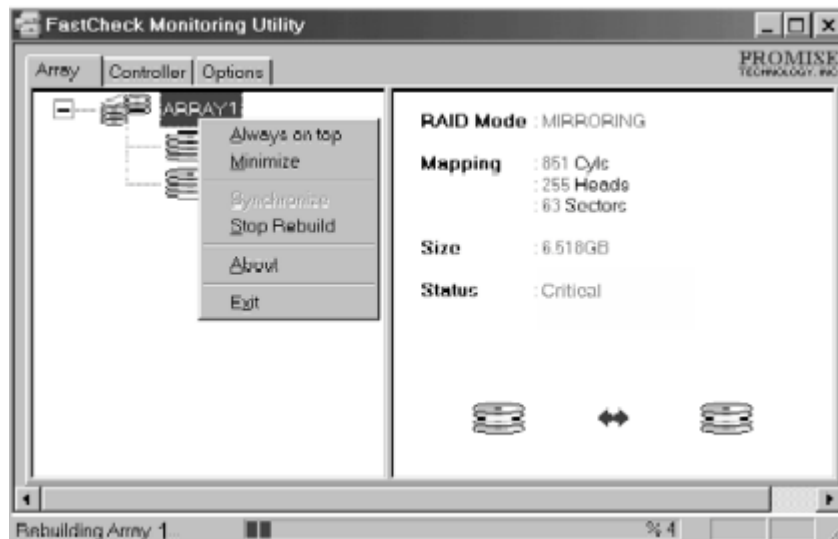 FastCheck Monitoring Utility
PROMISE
TECHNOLOGY, INC
Array Controller Options
ARRAY1
Always on top
Minimize
Synchronize
Stop Rebuild
About
Exit
RAID Mode : MIRRORING
Mapping : 851 Cyls
: 255 Heads
: 63 Sectors
Size : 6.518GB
Status : Critical
Rebuilding Array 1... % 4